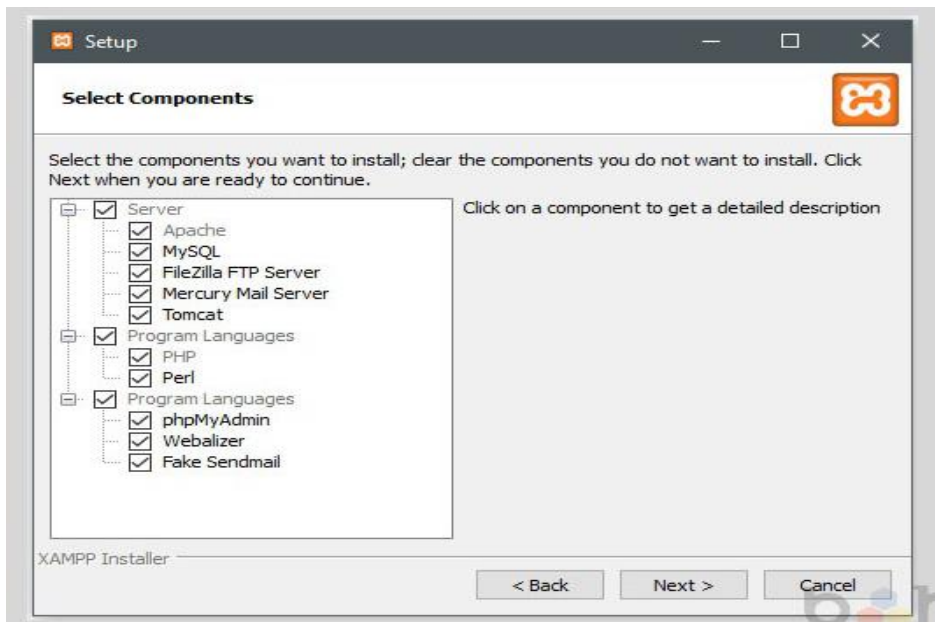 Setup
Select Components
Select the components you want to install; clear the components you do not want to install. Click
Next when you are ready to continue.
Server
Apache
MySQL
FileZilla FTP Server
Mercury Mail Server
Tomcat
Program Languages
PHP
Perl
Program Languages
phpMyAdmin
Webalizer
Fake Sendmail
Click on a component to get a detailed description
XAMPP Installer
< Back
Next >
Cancel